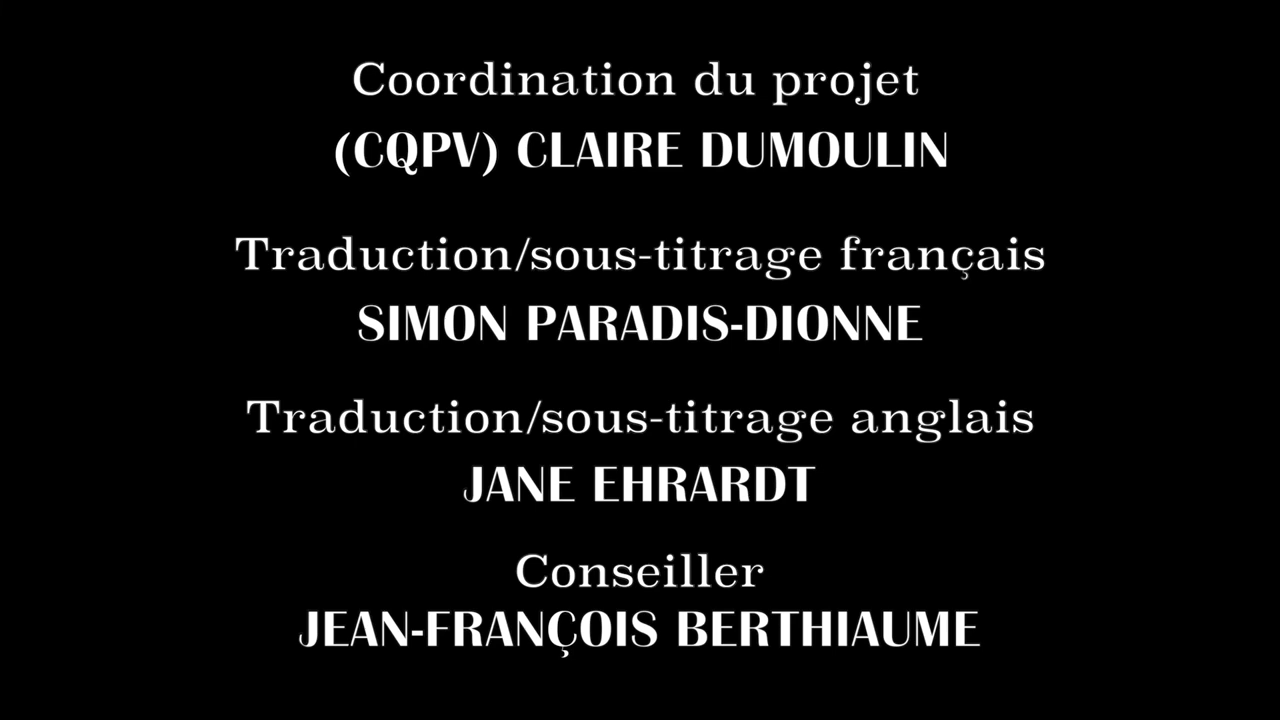 Coordination du projet
(CQPV) CLAIRE DUMOULIN
Traduction/sous-titrage français
SIMON PARADIS-DIONNE
Traduction/sous-titrage anglais
JANE EHRARDT
Conseiller
JEAN-FRANÇOIS BERTHIAUME